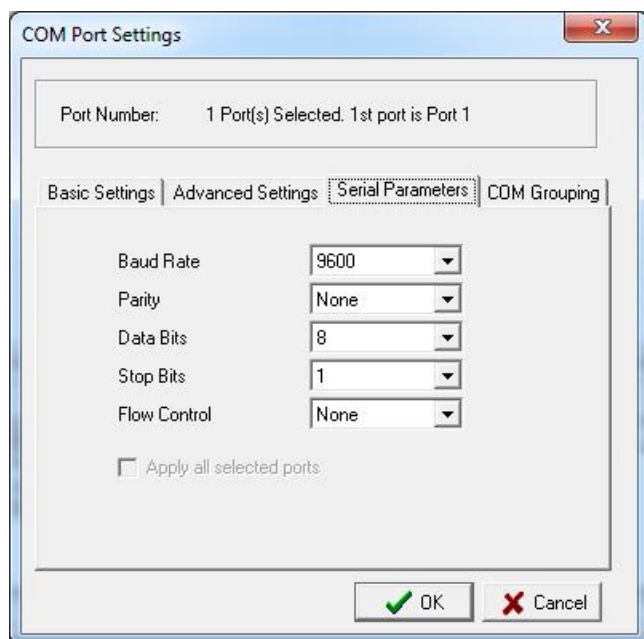 COM Port Settings
Port Number: 1 Port(s) Selected. 1st port is Port 1
Basic Settings Advanced Settings Serial Parameters COM Grouping
Baud Rate 9600
Parity None
Data Bits 8
Stop Bits 1
Flow Control None
Apply all selected ports
OK Cancel